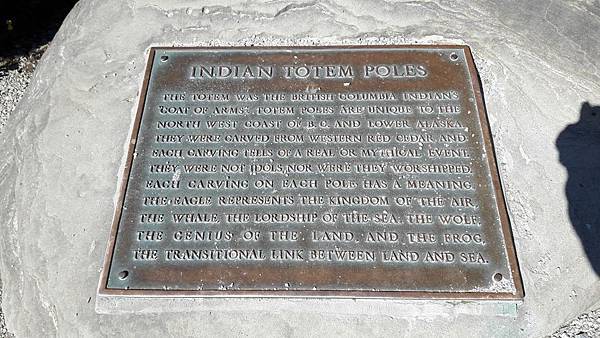 INDIAN TOTEM POLES
THE TOTEM WAS THE BRITISH COLUMBIA INDIAN'S
"COAT OF ARMS". TOTEM POLES ARE UNIQUE TO THE
NORTH WEST COAST OF B.C. AND LOWER ALASKA.
THEY WERE CARVED FROM WESTERN RED CEDAR AND
EACH CARVING TELLS OF A REAL OR MYTHICAL EVENT.
THEY WERE NOT IDOLS, NOR WERE THEY WORSHIPPED.
EACH CARVING ON EACH POLE HAS A MEANING.
THE EAGLE REPRESENTS THE KINGDOM OF THE AIR,
THE WHALE, THE LORDSHIP OF THE SEA, THE WOLF,
THE GENIUS OF THE LAND, AND THE FROG,
THE TRANSITIONAL LINK BETWEEN LAND AND SEA.